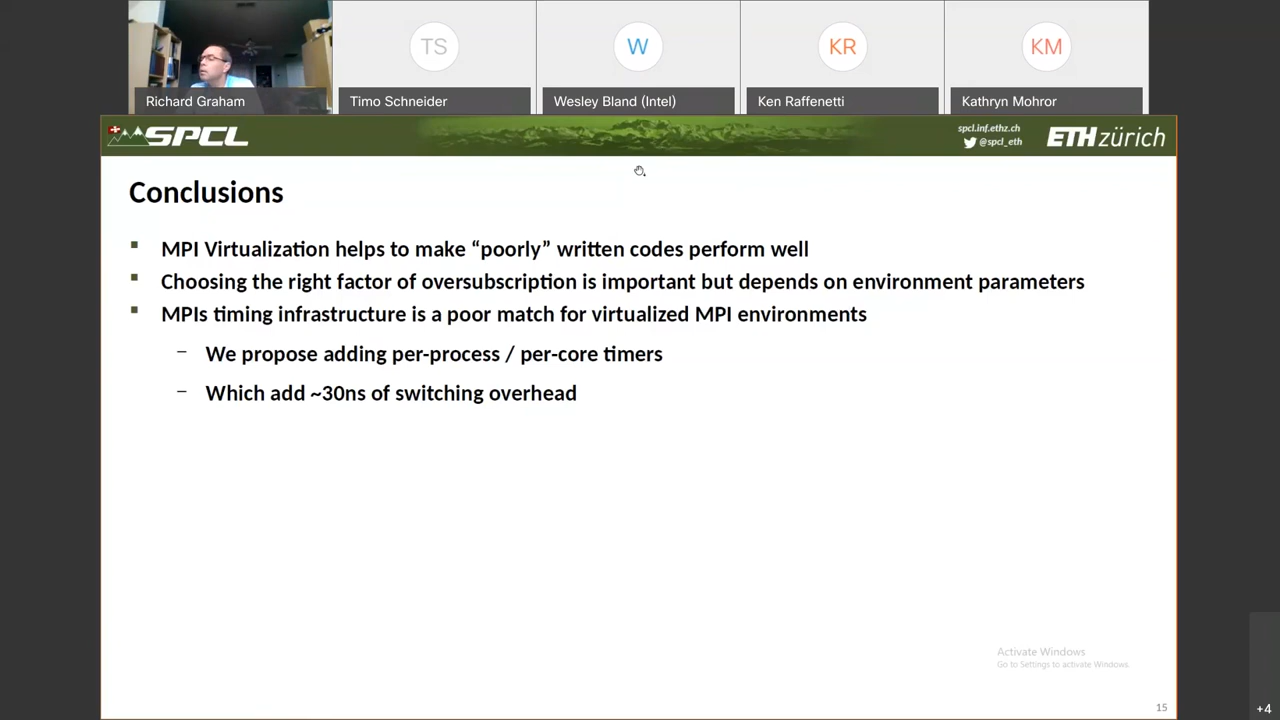 TS
W
KR
KM
Richard Graham
Timo Schneider
Wesley Bland (Intel)
Ken Raffenetti
Kathryn Mohror
SPCL
spcl.inf.ethz.ch
@spcl_eth
ETH zürich
Conclusions
MPI Virtualization helps to make “poorly” written codes perform well
Choosing the right factor of oversubscription is important but depends on environment parameters
MPIs timing infrastructure is a poor match for virtualized MPI environments
– We propose adding per-process / per-core timers
– Which add ~30ns of switching overhead
Activate Windows
Go to Settings to activate Windows.
15
+4